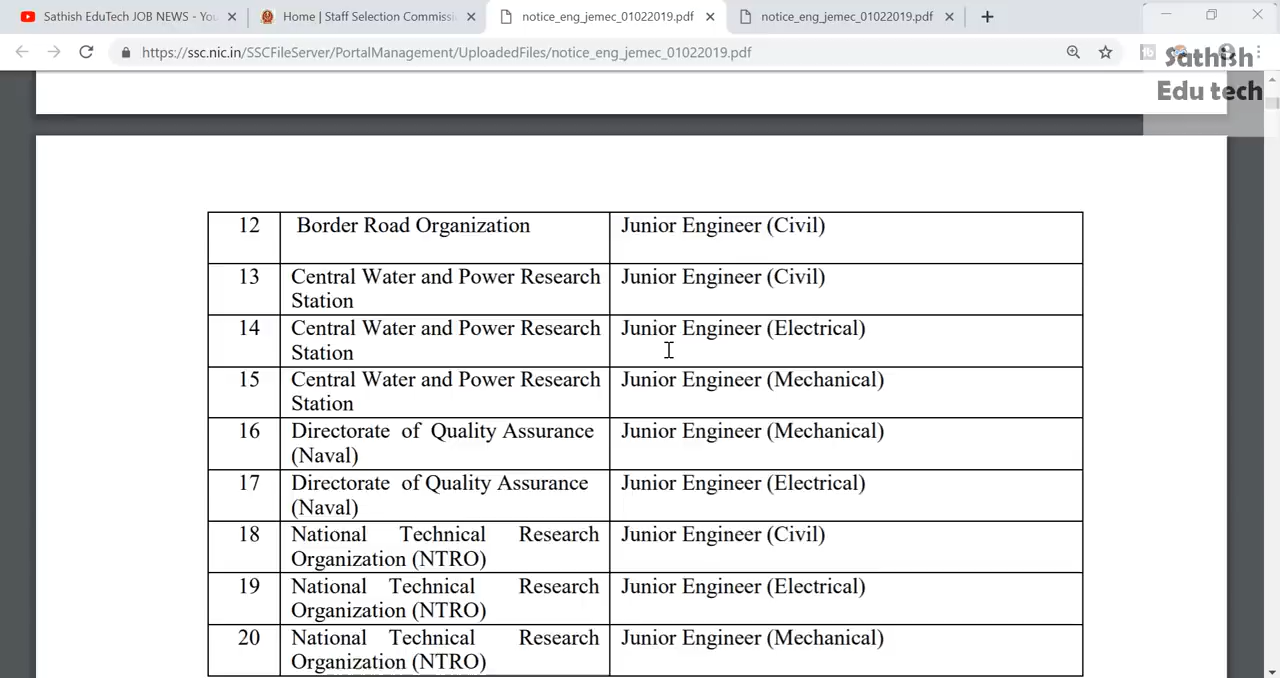 Sathish EduTech JOB NEWS - You
Home | Staff Selection Commissi
notice_eng_jemec_01022019.pdf
notice_eng_jemec_01022019.pdf
https://ssc.nic.in/SSCFileServer/PortalManagement/UploadedFiles/notice_eng_jemec_01022019.pdf
Sathish
Edu tech
12 Border Road Organization Junior Engineer (Civil)
13 Central Water and Power Research Junior Engineer (Civil)
Station
14 Central Water and Power Research Junior Engineer (Electrical)
Station
15 Central Water and Power Research Junior Engineer (Mechanical)
Station
16 Directorate of Quality Assurance Junior Engineer (Mechanical)
(Naval)
17 Directorate of Quality Assurance Junior Engineer (Electrical)
(Naval)
18 National Technical Research Junior Engineer (Civil)
Organization (NTRO)
19 National Technical Research Junior Engineer (Electrical)
Organization (NTRO)
20 National Technical Research Junior Engineer (Mechanical)
Organization (NTRO)